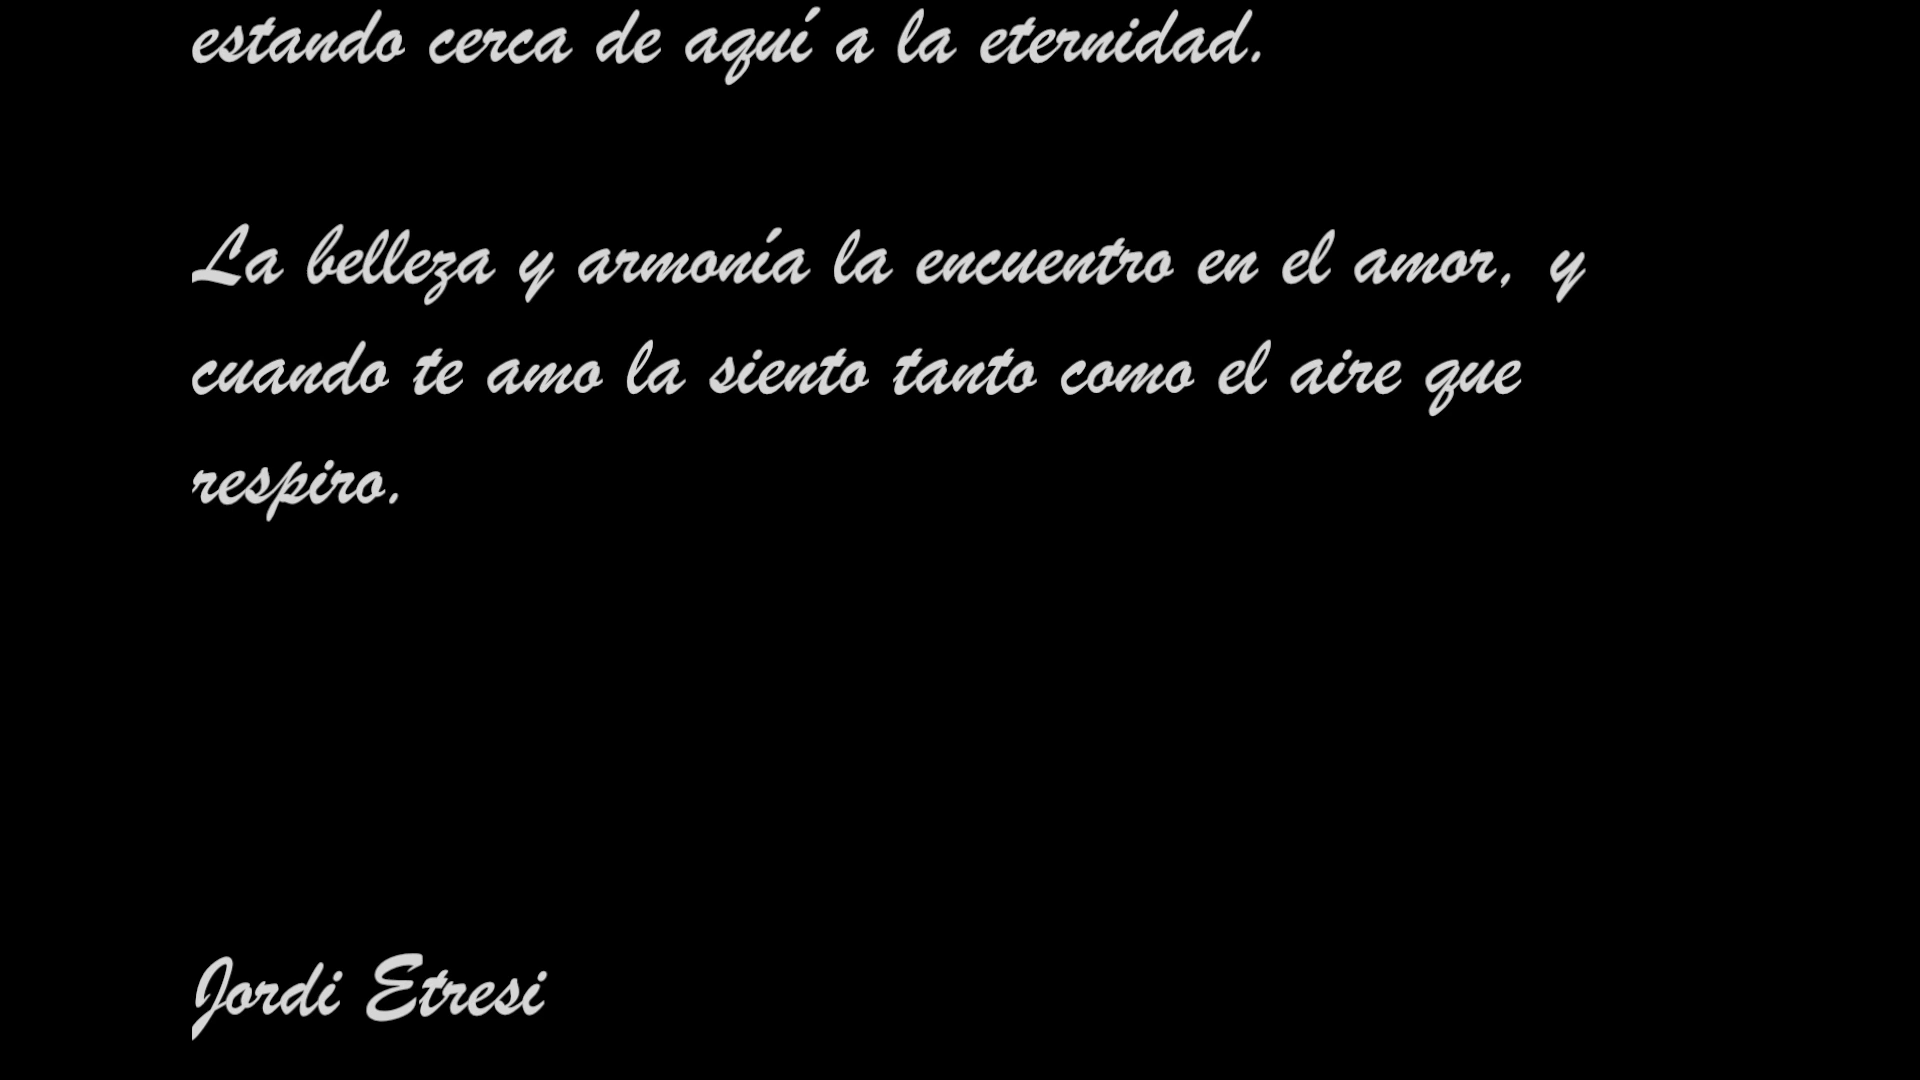 estando cerca de aquí a la eternidad.
La belleza y armonía la encuentro en el amor, y
cuando te amo la siento tanto como el aire que
respiro.
Jordi Etresi